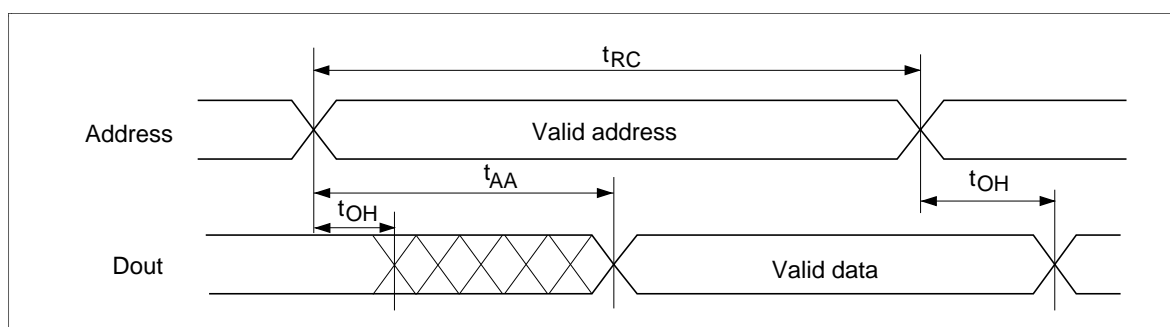 tRC
Address
Valid address
tAA
tOH
tOH
Dout
Valid data